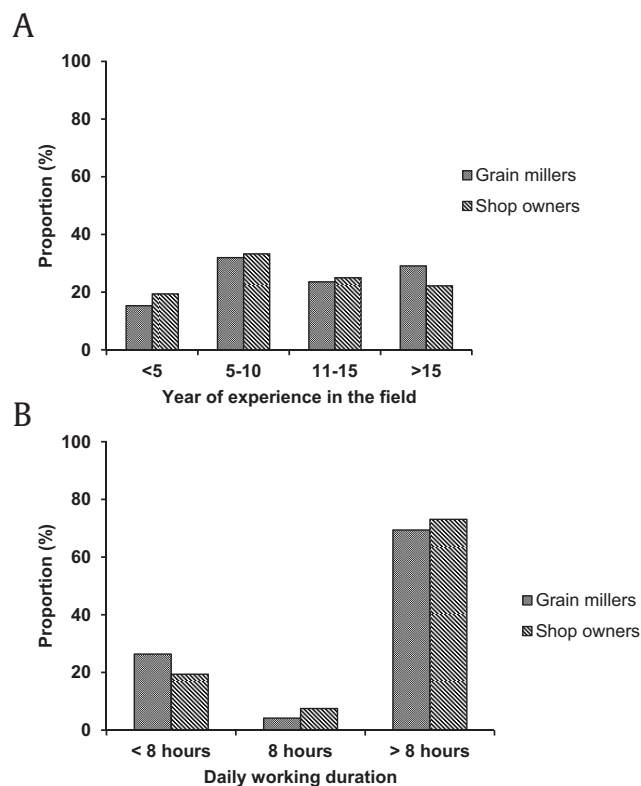 A
100
80
60
40
20
0
Proportion (%)
<5 5-10 11-15 >15
Year of experience in the field
Grain millers
Shop owners
B
100
80
60
40
20
0
Proportion (%)
< 8 hours 8 hours > 8 hours
Daily working duration
Grain millers
Shop owners